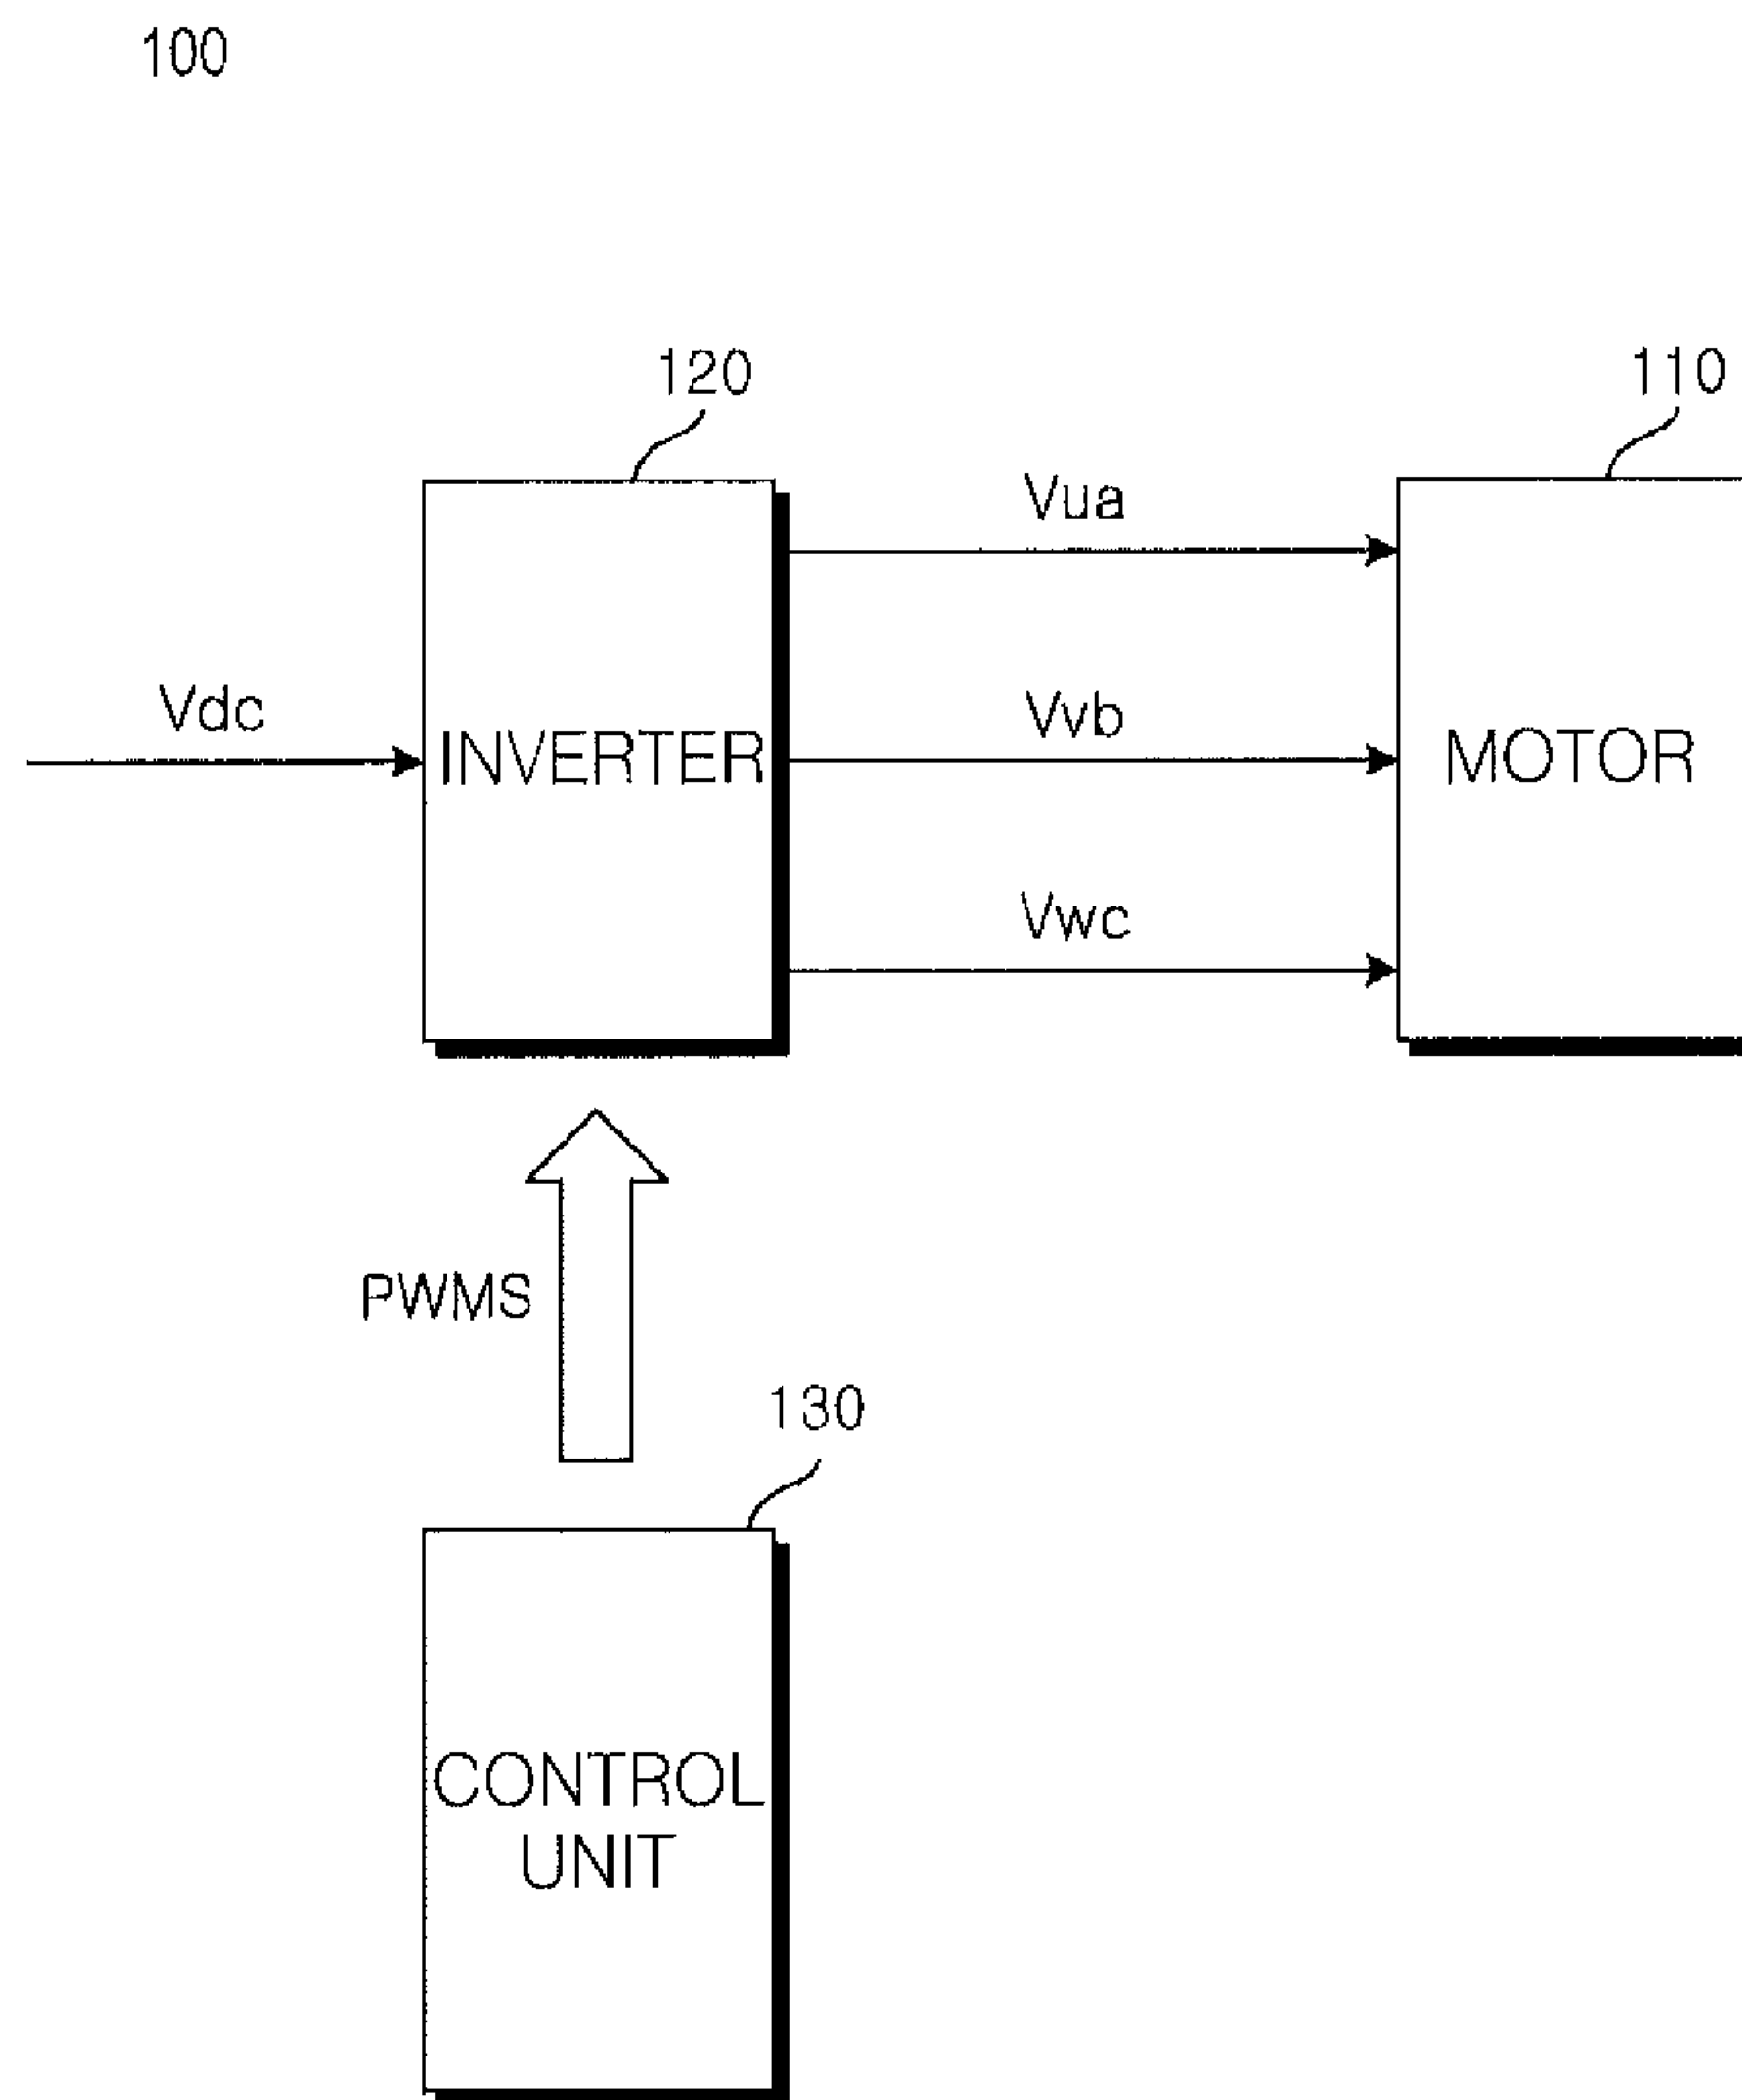 100
120
110
Vua
Vdc
Vvb
INVERTER
MOTOR
Vwc
PWMS
130
CONTROL
UNIT